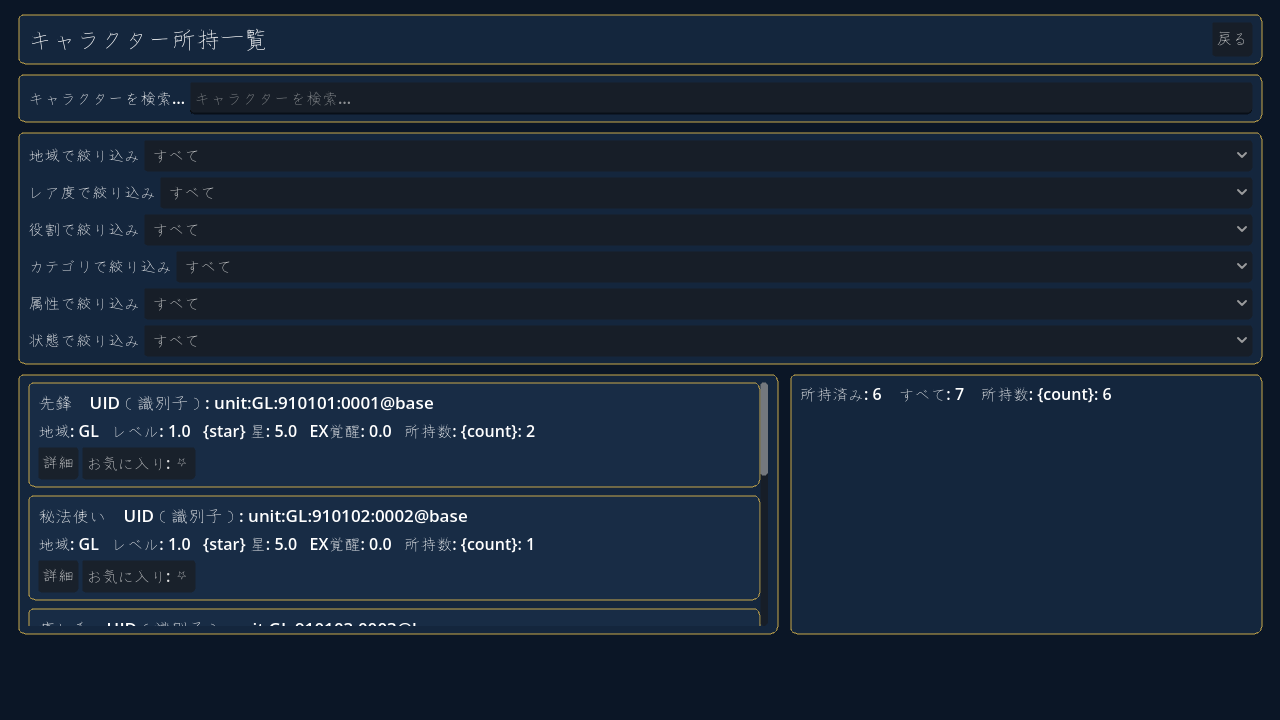 キャラクター所持一覧 戻る
キャラクターを検索... キャラクターを検索...
地域で絞り込み すべて
レア度で絞り込み すべて
役割で絞り込み すべて
カテゴリで絞り込み すべて
属性で絞り込み すべて
状態で絞り込み すべて
先鋒 UID（識別子）: unit:GL:910101:0001@base
地域: GL レベル: 1.0 {star} 星: 5.0 EX覚醒: 0.0 所持数: {count}: 2
詳細 お気に入り: ☆
秘法使い UID（識別子）: unit:GL:910102:0002@base
地域: GL レベル: 1.0 {star} 星: 5.0 EX覚醒: 0.0 所持数: {count}: 1
詳細 お気に入り: ☆
所持済み: 6 すべて: 7 所持数: {count}: 6